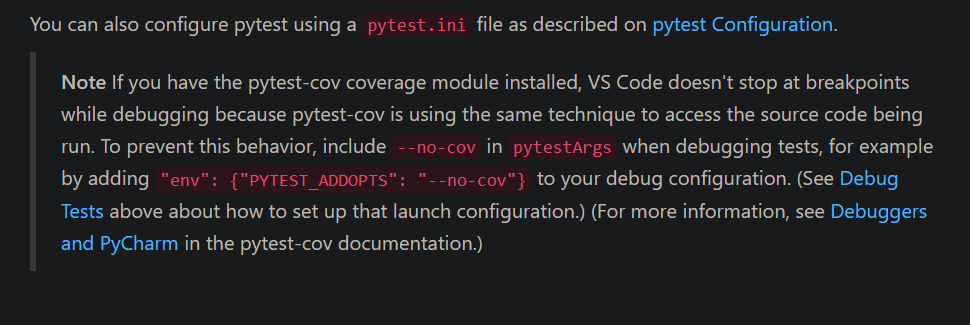 You can also configure pytest using a pytest.ini file as described on pytest Configuration.
Note If you have the pytest-cov coverage module installed, VS Code doesn't stop at breakpoints
while debugging because pytest-cov is using the same technique to access the source code being
run. To prevent this behavior, include --no-cov in pytestArgs when debugging tests, for example
by adding "env": {"PYTEST_ADDOPTS": "--no-cov"} to your debug configuration. (See Debug
Tests above about how to set up that launch configuration.) (For more information, see Debuggers
and PyCharm in the pytest-cov documentation.)